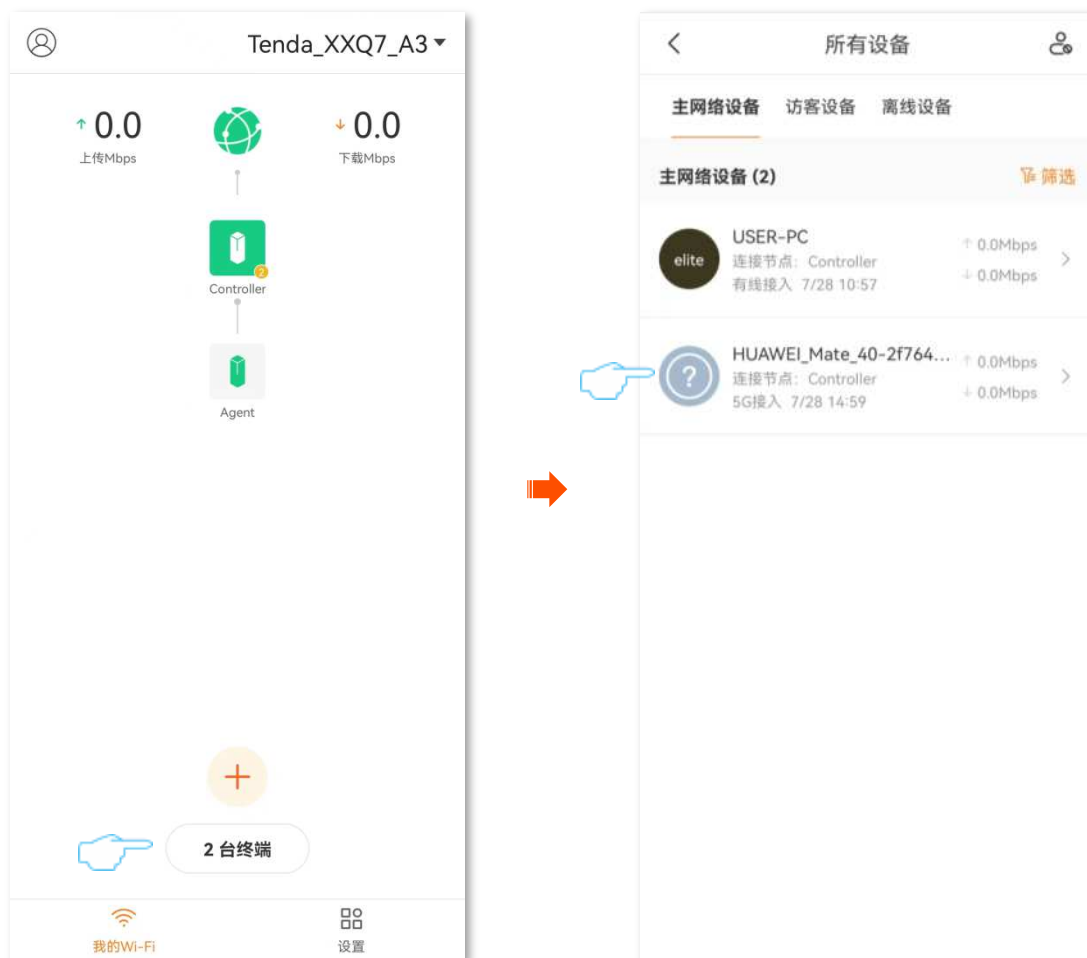 Tenda_XXQ7_A3
↑ 0.0
上传Mbps
↓ 0.0
下载Mbps
2
Controller
Agent
+
2 台终端
我的Wi-Fi
设置
所有设备
主网络设备 访客设备 离线设备
主网络设备 (2)
筛选
elite
USER-PC
连接节点: Controller
有线接入 7/28 10:57
↑ 0.0Mbps
↓ 0.0Mbps
?
HUAWEI_Mate_40-2f764...
连接节点: Controller
5G接入 7/28 14:59
↑ 0.0Mbps
↓ 0.0Mbps